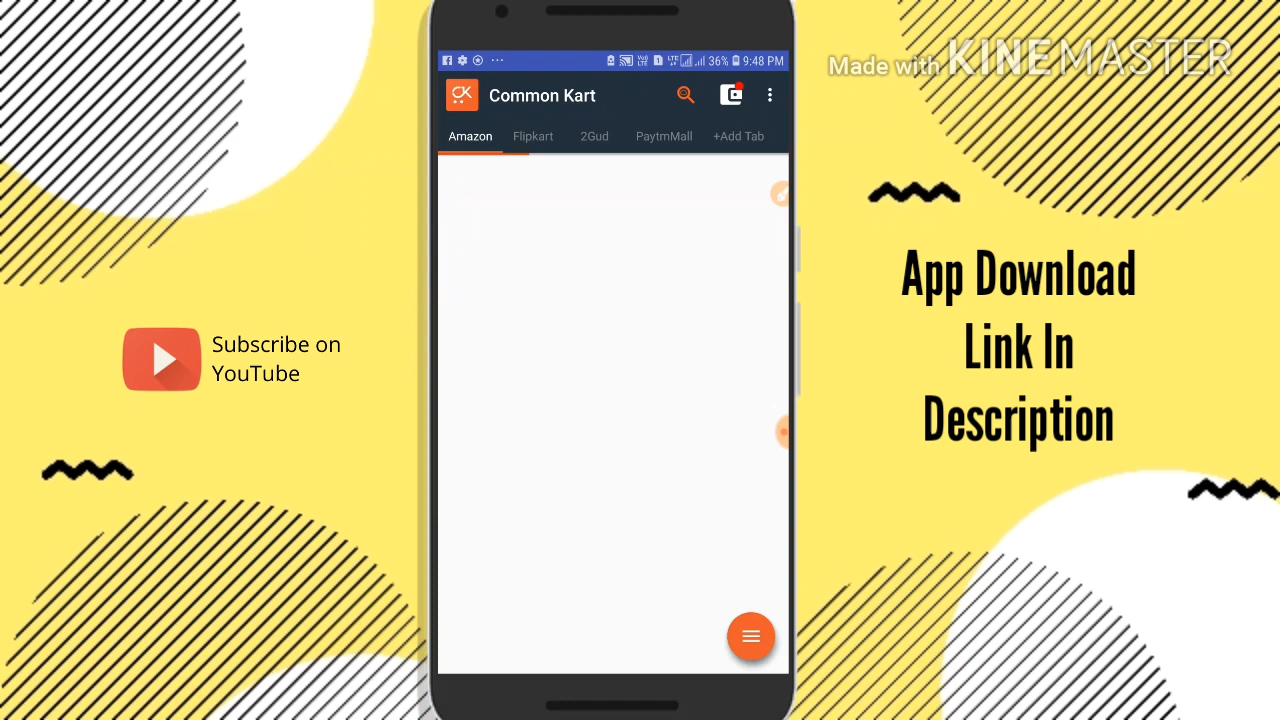 Made with KINEMASTER
36% 9:48 PM
CK Common Kart
Amazon Flipkart 2Gud PaytmMall +Add Tab
App Download
Link In
Description
Subscribe on
YouTube